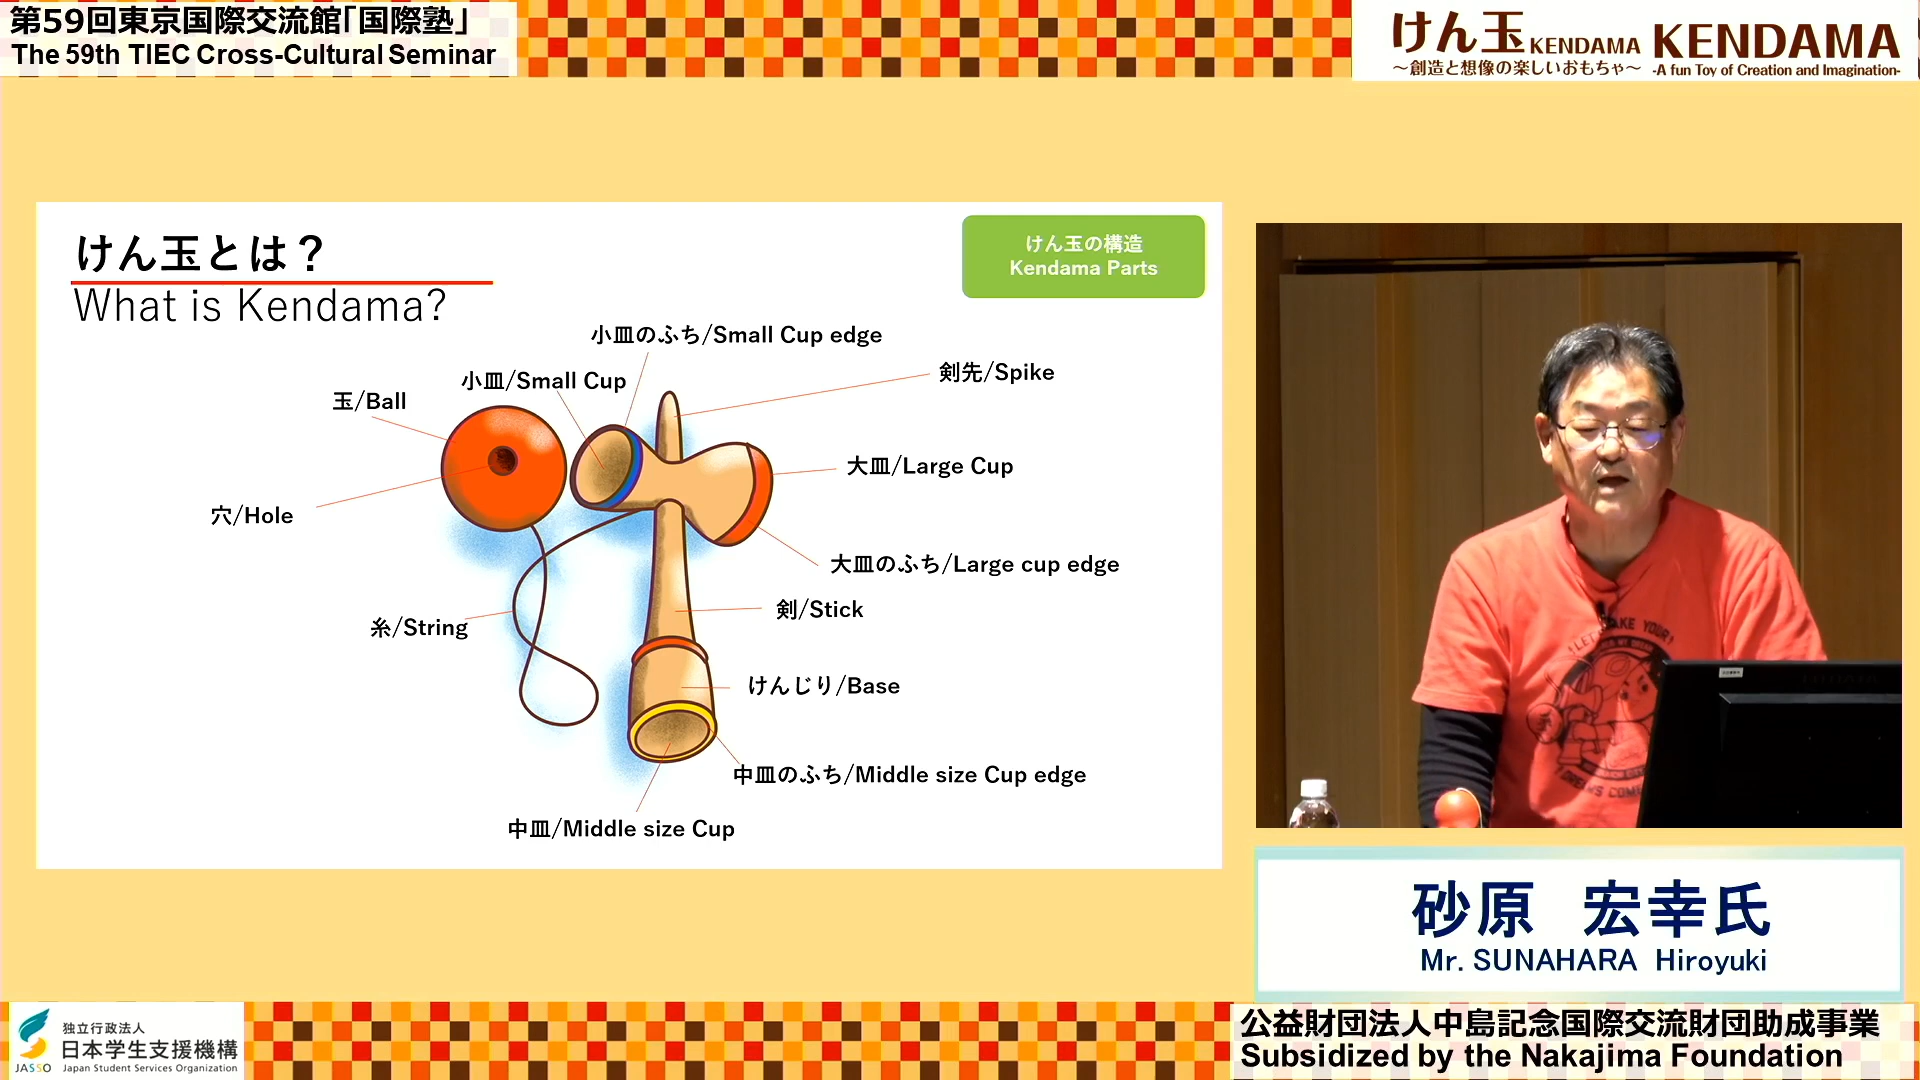 第59回東京国際交流館「国際塾」
The 59th TIEC Cross-Cultural Seminar
けん玉 KENDAMA
～創造と想像の楽しいおもちゃ～
KENDAMA
-A fun Toy of Creation and Imagination-
けん玉とは？
What is Kendama?
けん玉の構造
Kendama Parts
小皿のふち/Small Cup edge
剣先/Spike
小皿/Small Cup
玉/Ball
大皿/Large Cup
穴/Hole
大皿のふち/Large cup edge
剣/Stick
糸/String
けんじり/Base
中皿のふち/Middle size Cup edge
中皿/Middle size Cup
砂原　宏幸氏
Mr. SUNAHARA Hiroyuki
JASSO
独立行政法人
日本学生支援機構
Japan Student Services Organization
公益財団法人中島記念国際交流財団助成事業
Subsidized by the Nakajima Foundation